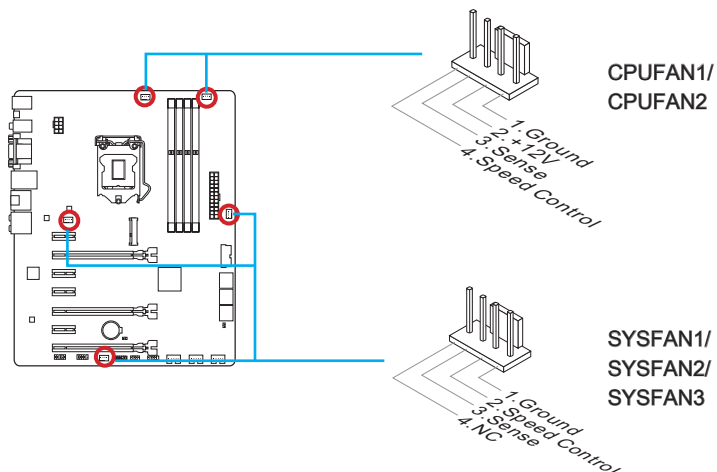 CPUFAN1/
CPUFAN2
1.Ground
2.+12V
3.Sense
4.Speed Control
SYSFAN1/
SYSFAN2/
SYSFAN3
1.Ground
2.Speed Control
3.Sense
4.NC